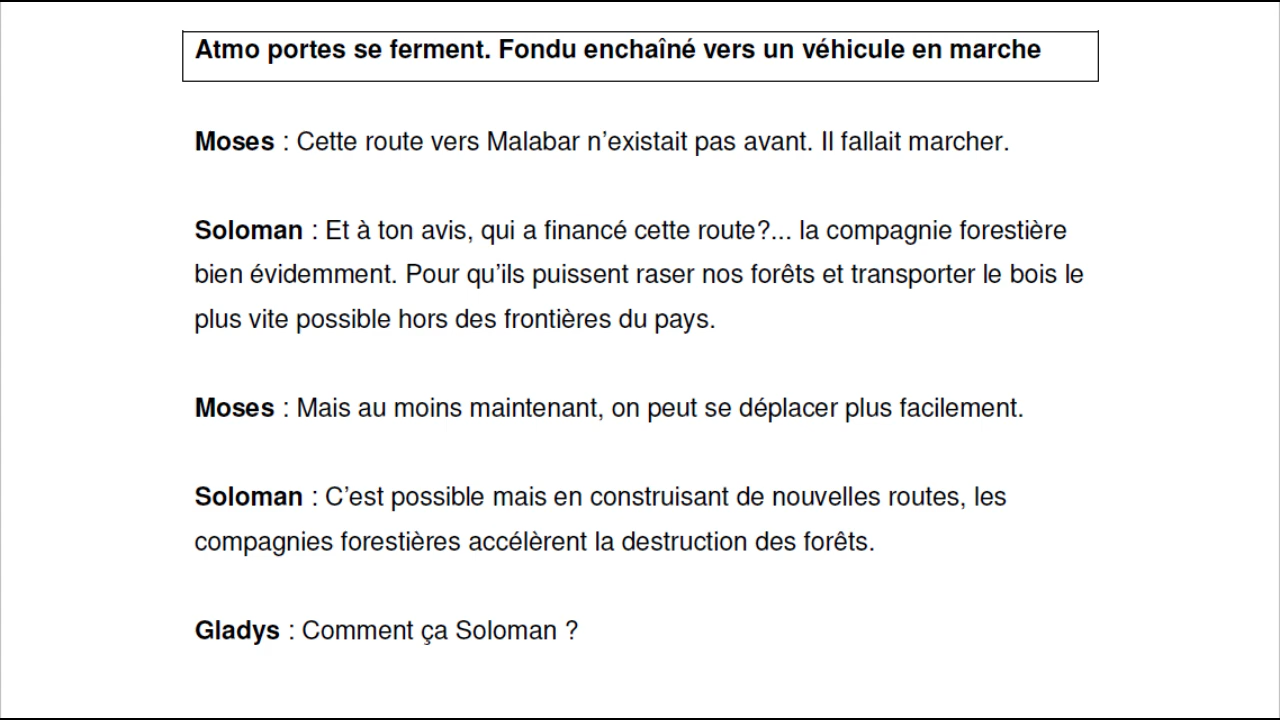 Atmo portes se ferment. Fondu enchaîné vers un véhicule en marche
Moses : Cette route vers Malabar n’existait pas avant. Il fallait marcher.
Soloman : Et à ton avis, qui a financé cette route?... la compagnie forestière
bien évidemment. Pour qu’ils puissent raser nos forêts et transporter le bois le
plus vite possible hors des frontières du pays.
Moses : Mais au moins maintenant, on peut se déplacer plus facilement.
Soloman : C’est possible mais en construisant de nouvelles routes, les
compagnies forestières accélèrent la destruction des forêts.
Gladys : Comment ça Soloman ?